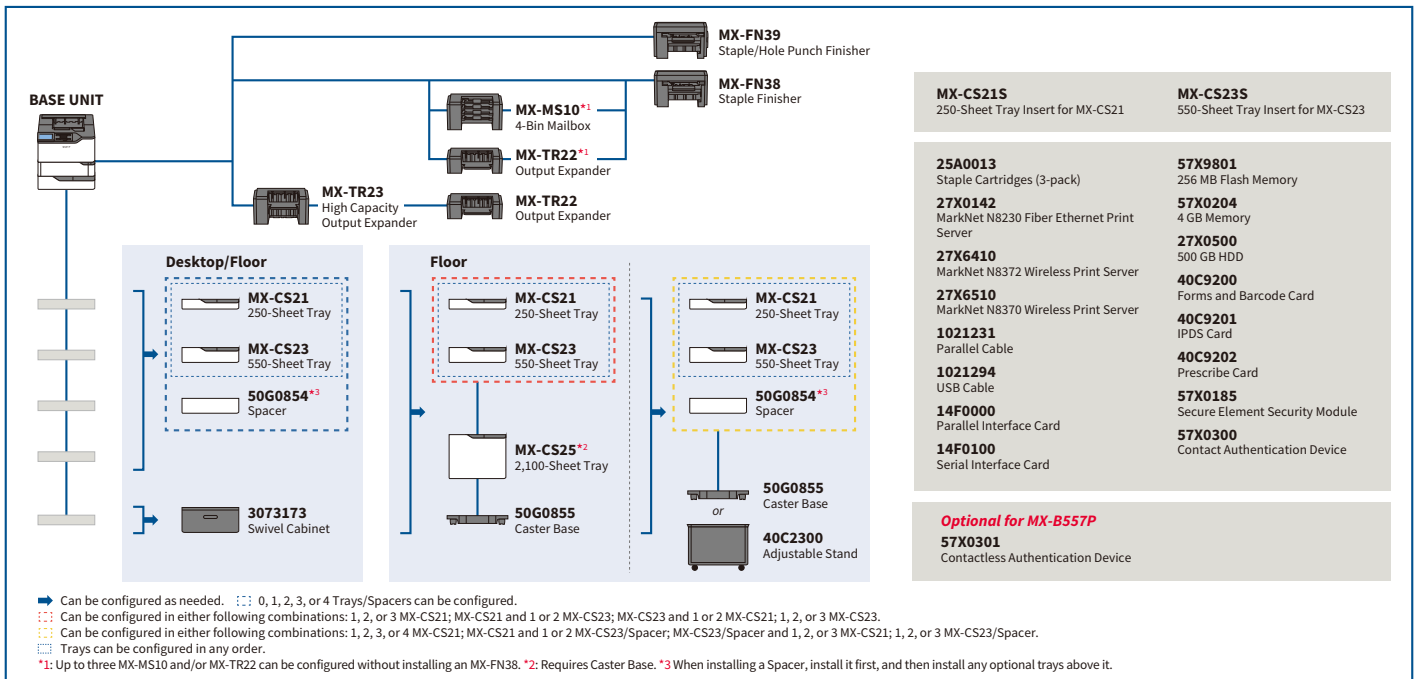 BASE UNIT
MX-FN39
Staple/Hole Punch Finisher
MX-FN38
Staple Finisher
MX-MS10*1
4-Bin Mailbox
MX-TR22*1
Output Expander
MX-TR23
High Capacity
Output Expander
MX-TR22
Output Expander
Desktop/Floor
MX-CS21
250-Sheet Tray
MX-CS23
550-Sheet Tray
50G0854*3
Spacer
3073173
Swivel Cabinet
Floor
MX-CS21
250-Sheet Tray
MX-CS23
550-Sheet Tray
MX-CS25*2
2,100-Sheet Tray
50G0855
Caster Base
MX-CS21
250-Sheet Tray
MX-CS23
550-Sheet Tray
50G0854*3
Spacer
50G0855
Caster Base
or
40C2300
Adjustable Stand
MX-CS21S
250-Sheet Tray Insert for MX-CS21
MX-CS23S
550-Sheet Tray Insert for MX-CS23
25A0013
Staple Cartridges (3-pack)
27X0142
MarkNet N8230 Fiber Ethernet Print
Server
27X6410
MarkNet N8372 Wireless Print Server
27X6510
MarkNet N8370 Wireless Print Server
1021231
Parallel Cable
1021294
USB Cable
14F0000
Parallel Interface Card
14F0100
Serial Interface Card
57X9801
256 MB Flash Memory
57X0204
4 GB Memory
27X0500
500 GB HDD
40C9200
Forms and Barcode Card
40C9201
IPDS Card
40C9202
Prescribe Card
57X0185
Secure Element Security Module
57X0300
Contact Authentication Device
Optional for MX-B557P
57X0301
Contactless Authentication Device
Can be configured as needed. 0, 1, 2, 3, or 4 Trays/Spacers can be configured.
Can be configured in either following combinations: 1, 2, or 3 MX-CS21; MX-CS21 and 1 or 2 MX-CS23; MX-CS23 and 1 or 2 MX-CS21; 1, 2, or 3 MX-CS23.
Can be configured in either following combinations: 1, 2, 3, or 4 MX-CS21; MX-CS21 and 1 or 2 MX-CS23/Spacer; MX-CS23/Spacer and 1, 2, or 3 MX-CS21; 1, 2, or 3 MX-CS23/Spacer.
Trays can be configured in any order.
*1: Up to three MX-MS10 and/or MX-TR22 can be configured without installing an MX-FN38. *2: Requires Caster Base. *3 When installing a Spacer, install it first, and then install any optional trays above it.